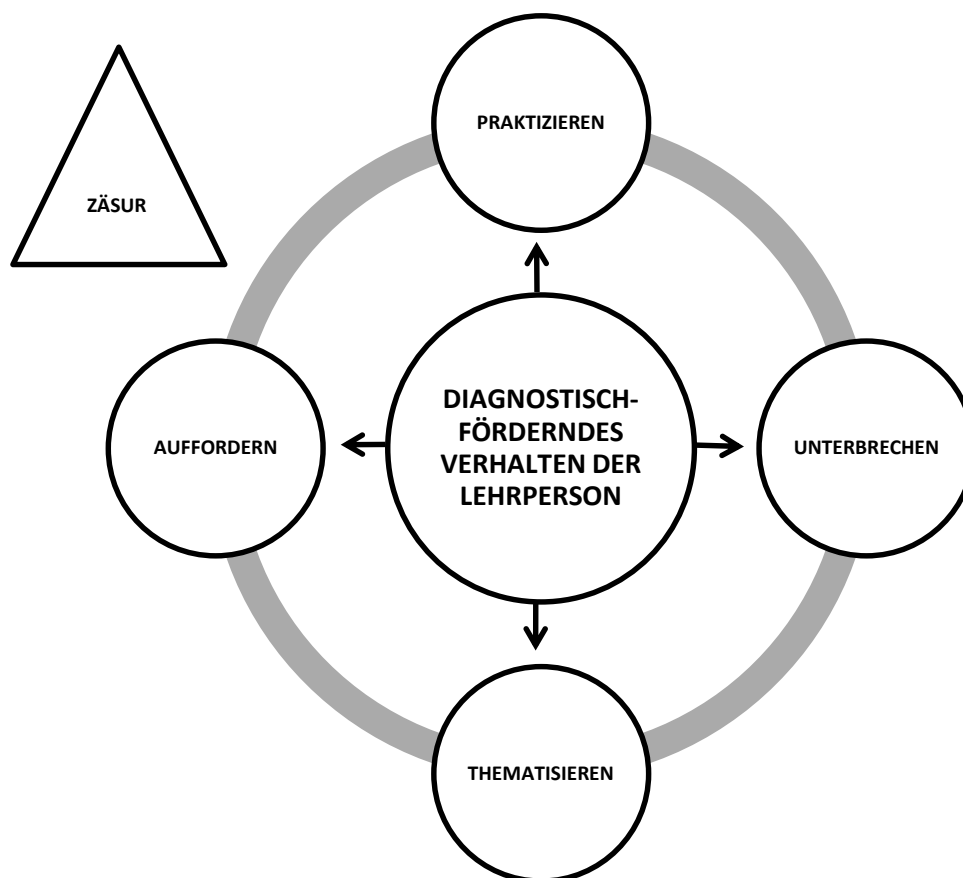 PRAKTIZIEREN
ZÄSUR
DIAGNOSTISCH-
FÖRDERNDES
VERHALTEN DER
LEHRPERSON
AUFFORDERN
UNTERBRECHEN
THEMATISIEREN